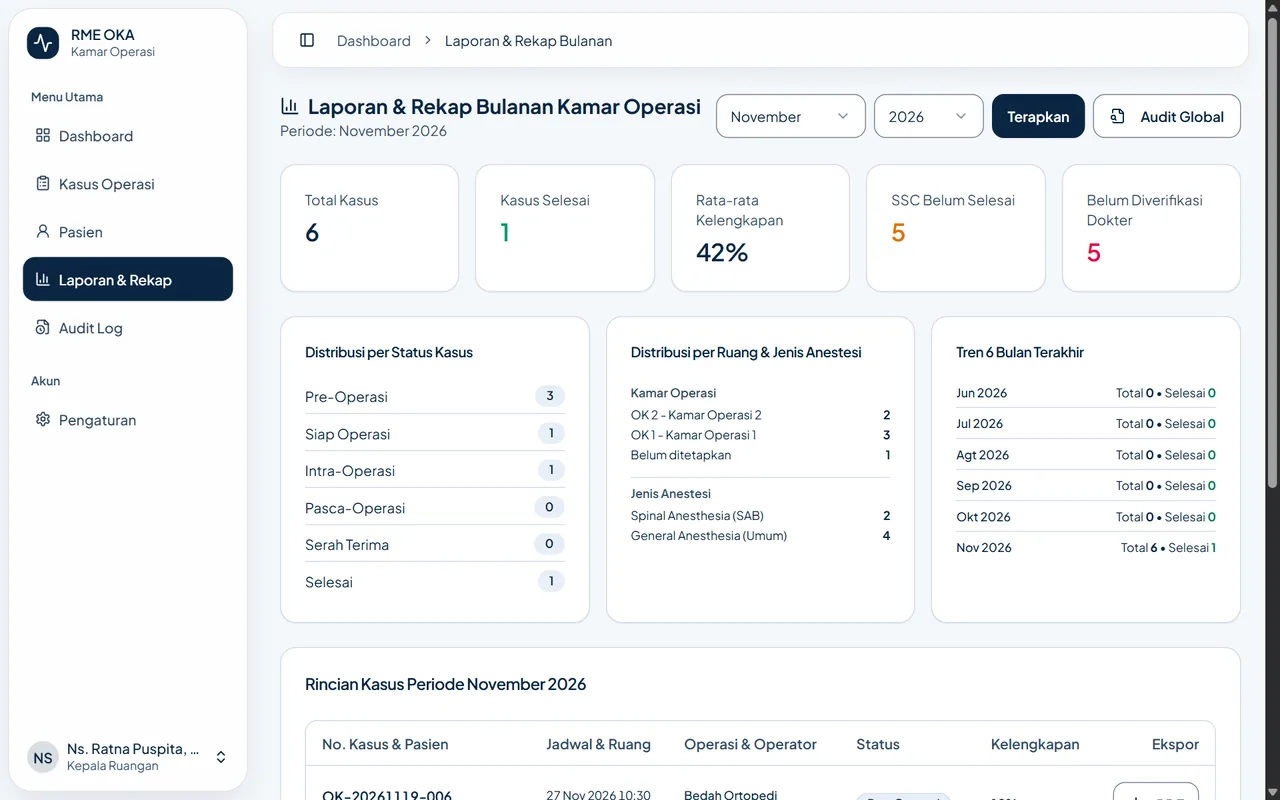 RME OKA
Kamar Operasi
Menu Utama
Dashboard
Kasus Operasi
Pasien
Laporan & Rekap
Audit Log
Akun
Pengaturan
NS
Ns. Ratna Puspita, ...
Kepala Ruangan
Dashboard > Laporan & Rekap Bulanan
Laporan & Rekap Bulanan Kamar Operasi
Periode: November 2026
November
2026
Terapkan
Audit Global
Total Kasus
6
Kasus Selesai
1
Rata-rata
Kelengkapan
42%
SSC Belum Selesai
5
Belum Diverifikasi
Dokter
5
Distribusi per Status Kasus
Pre-Operasi 3
Siap Operasi 1
Intra-Operasi 1
Pasca-Operasi 0
Serah Terima 0
Selesai 1
Distribusi per Ruang & Jenis Anestesi
Kamar Operasi
OK 2 - Kamar Operasi 2 2
OK 1 - Kamar Operasi 1 3
Belum ditetapkan 1
Jenis Anestesi
Spinal Anesthesia (SAB) 2
General Anesthesia (Umum) 4
Tren 6 Bulan Terakhir
Jun 2026 Total 0 • Selesai 0
Jul 2026 Total 0 • Selesai 0
Agt 2026 Total 0 • Selesai 0
Sep 2026 Total 0 • Selesai 0
Okt 2026 Total 0 • Selesai 0
Nov 2026 Total 6 • Selesai 1
Rincian Kasus Periode November 2026
No. Kasus & Pasien Jadwal & Ruang Operasi & Operator Status Kelengkapan Ekspor
OK-20261119-006 27 Nov 2026 10:30 Bedah Ortopedi